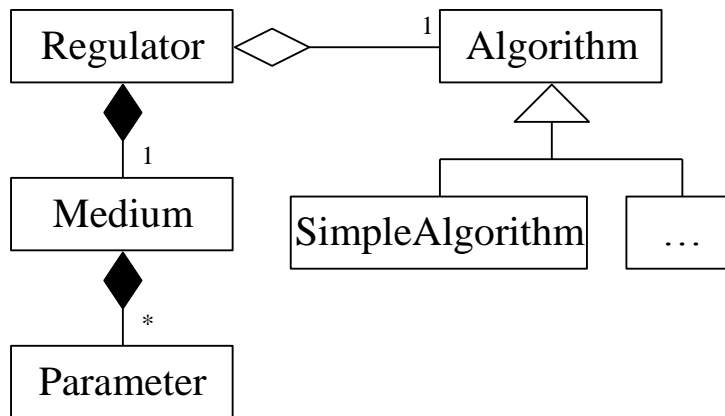 Regulator
1
Algorithm
1
Medium
SimpleAlgorithm
…
*
Parameter